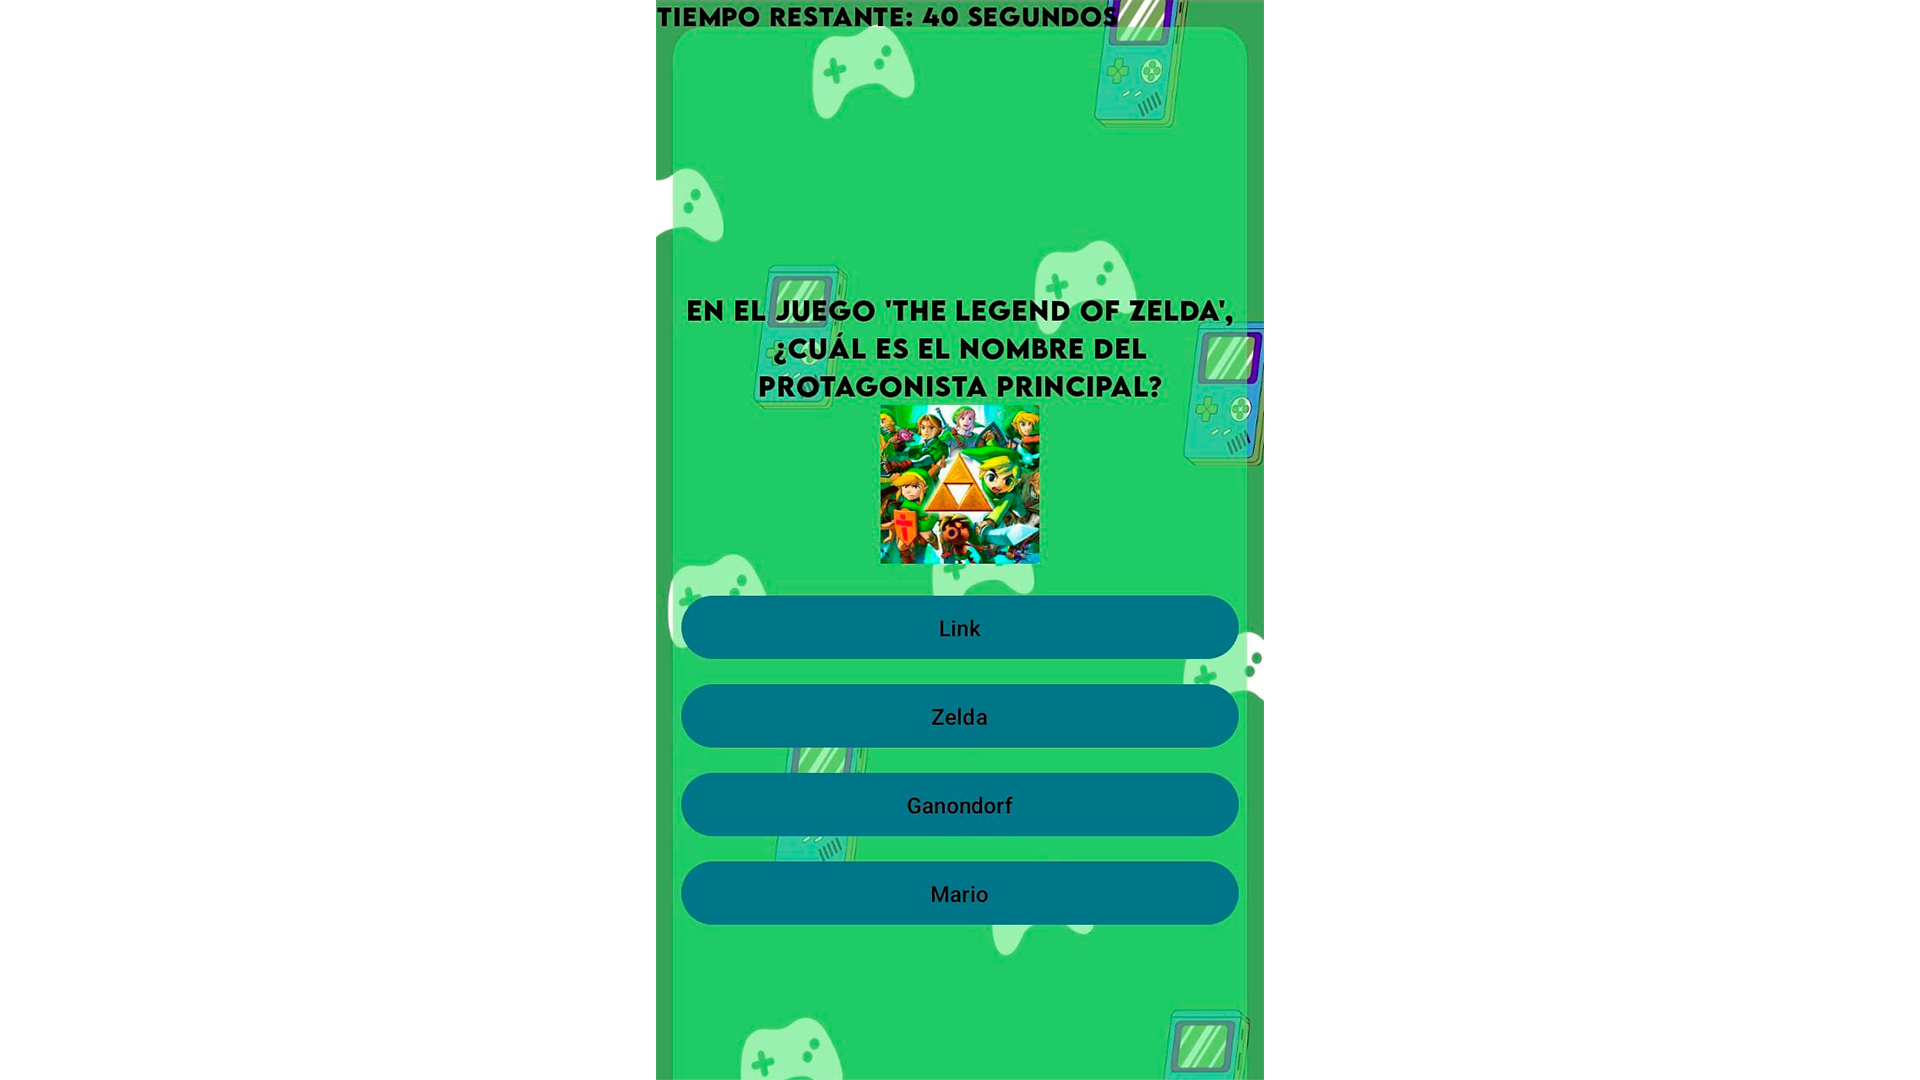 TIEMPO RESTANTE: 40 SEGUNDOS
EN EL JUEGO 'THE LEGEND OF ZELDA',
¿CUÁL ES EL NOMBRE DEL
PROTAGONISTA PRINCIPAL?
Link
Zelda
Ganondorf
Mario